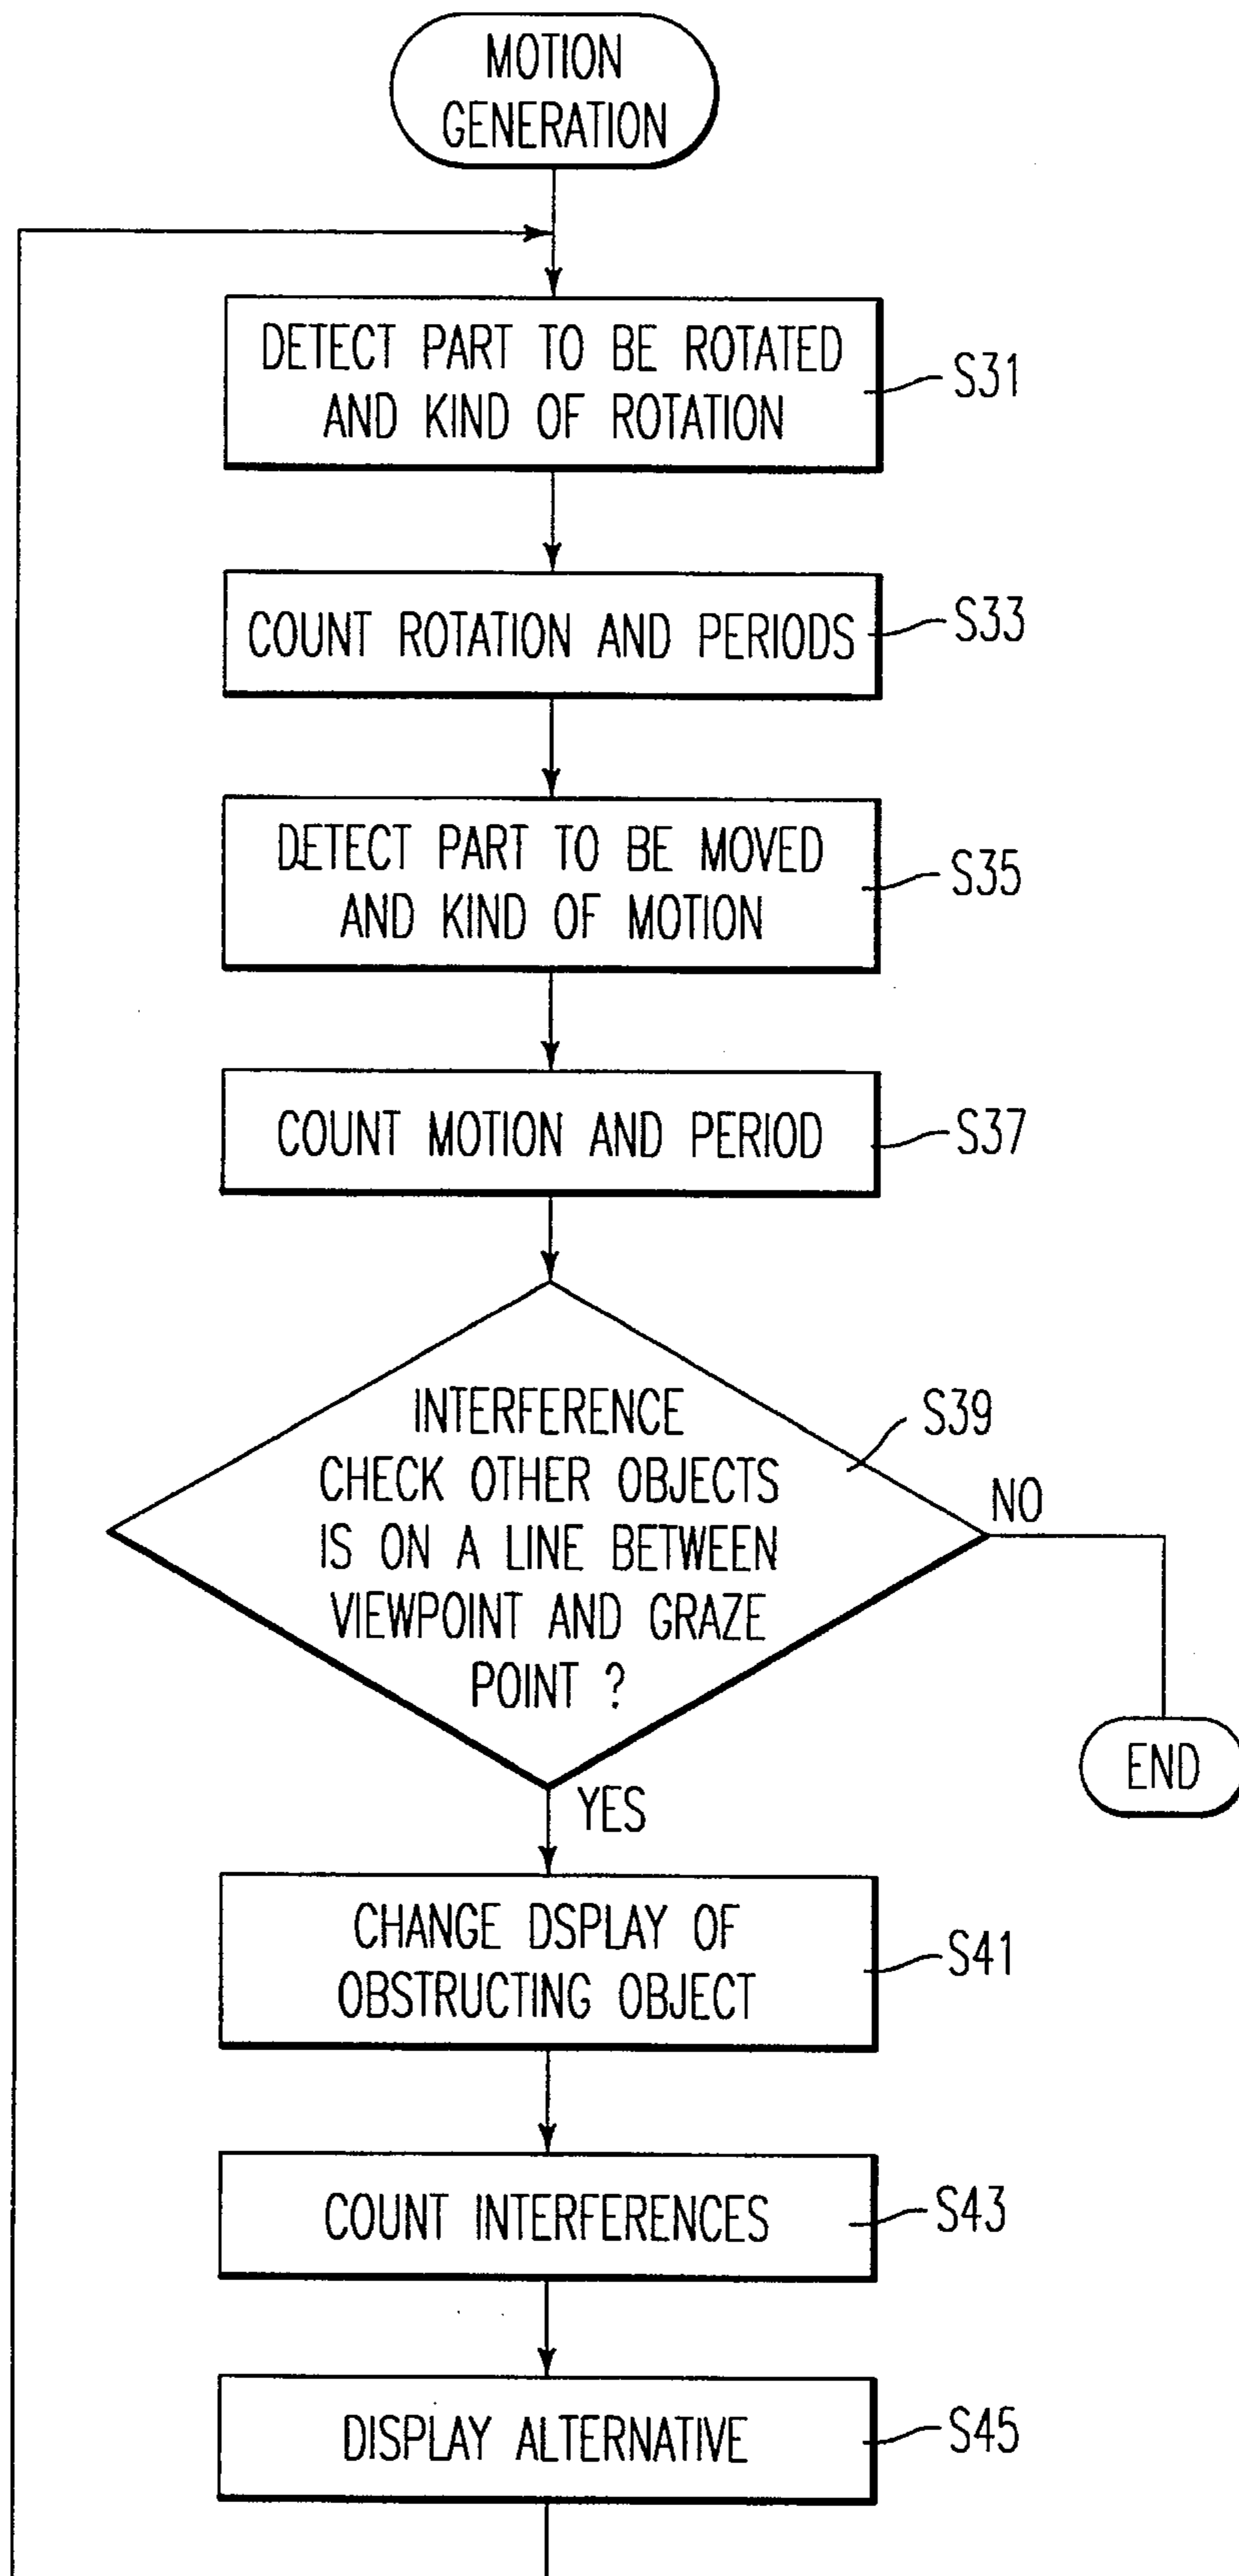 MOTION
GENERATION
DETECT PART TO BE ROTATED
AND KIND OF ROTATION
S31
COUNT ROTATION AND PERIODS
S33
DETECT PART TO BE MOVED
AND KIND OF MOTION
S35
COUNT MOTION AND PERIOD
S37
INTERFERENCE
CHECK OTHER OBJECTS
IS ON A LINE BETWEEN
VIEWPOINT AND GRAZE
POINT ?
S39
NO
END
YES
CHANGE DSPLAY OF
OBSTRUCTING OBJECT
S41
COUNT INTERFERENCES
S43
DISPLAY ALTERNATIVE
S45